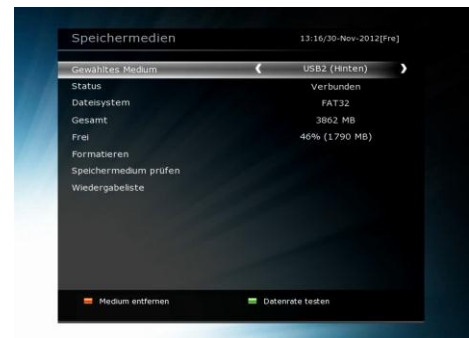 Speichermedien 13:16/30-Nov-2012[Fre]
Gewähltes Medium USB2 (Hinten)
Status Verbunden
Dateisystem FAT32
Gesamt 3862 MB
Frei 46% (1790 MB)
Formatieren
Speichermedium prüfen
Wiedergabeliste
Medium entfernen Datenrate testen